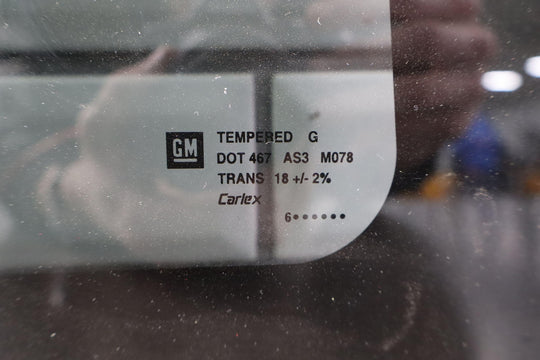 GM
TEMPERED G
DOT 467 AS3 M078
TRANS 18 +/- 2%
Carlex
6••••••